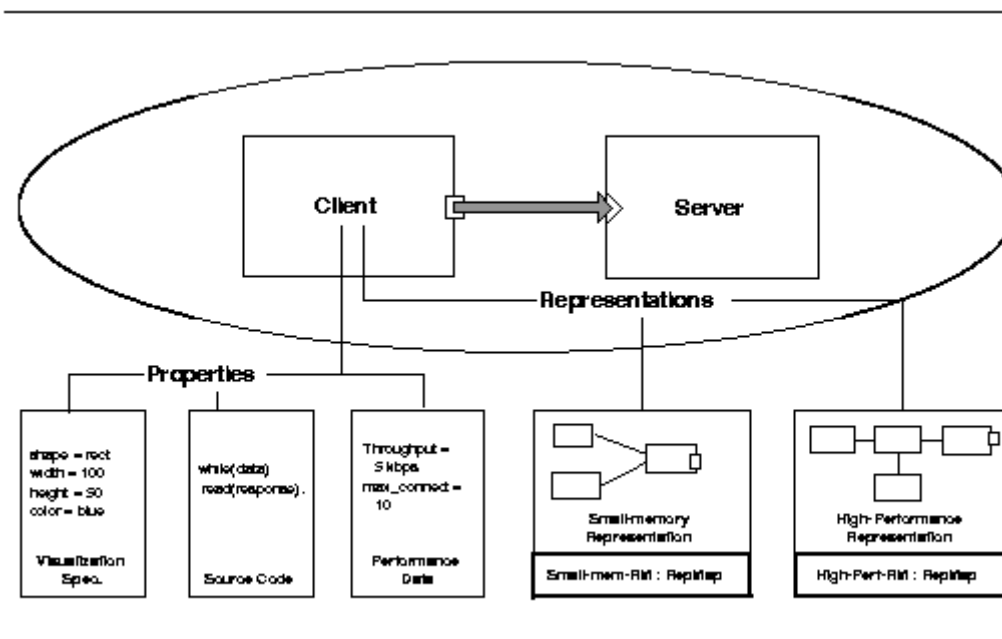 Client
Server
Representations
Properties
shape = rect
width = 100
height = 50
color = blue
Visualization
Spec.
while(data)
read(response).
Source Code
Throughput =
5 kbps
max_connect =
10
Performance
Data
Small-memory
Representation
High-Performance
Representation
Small-mem- : RepMap
High-Perf- : RepMap